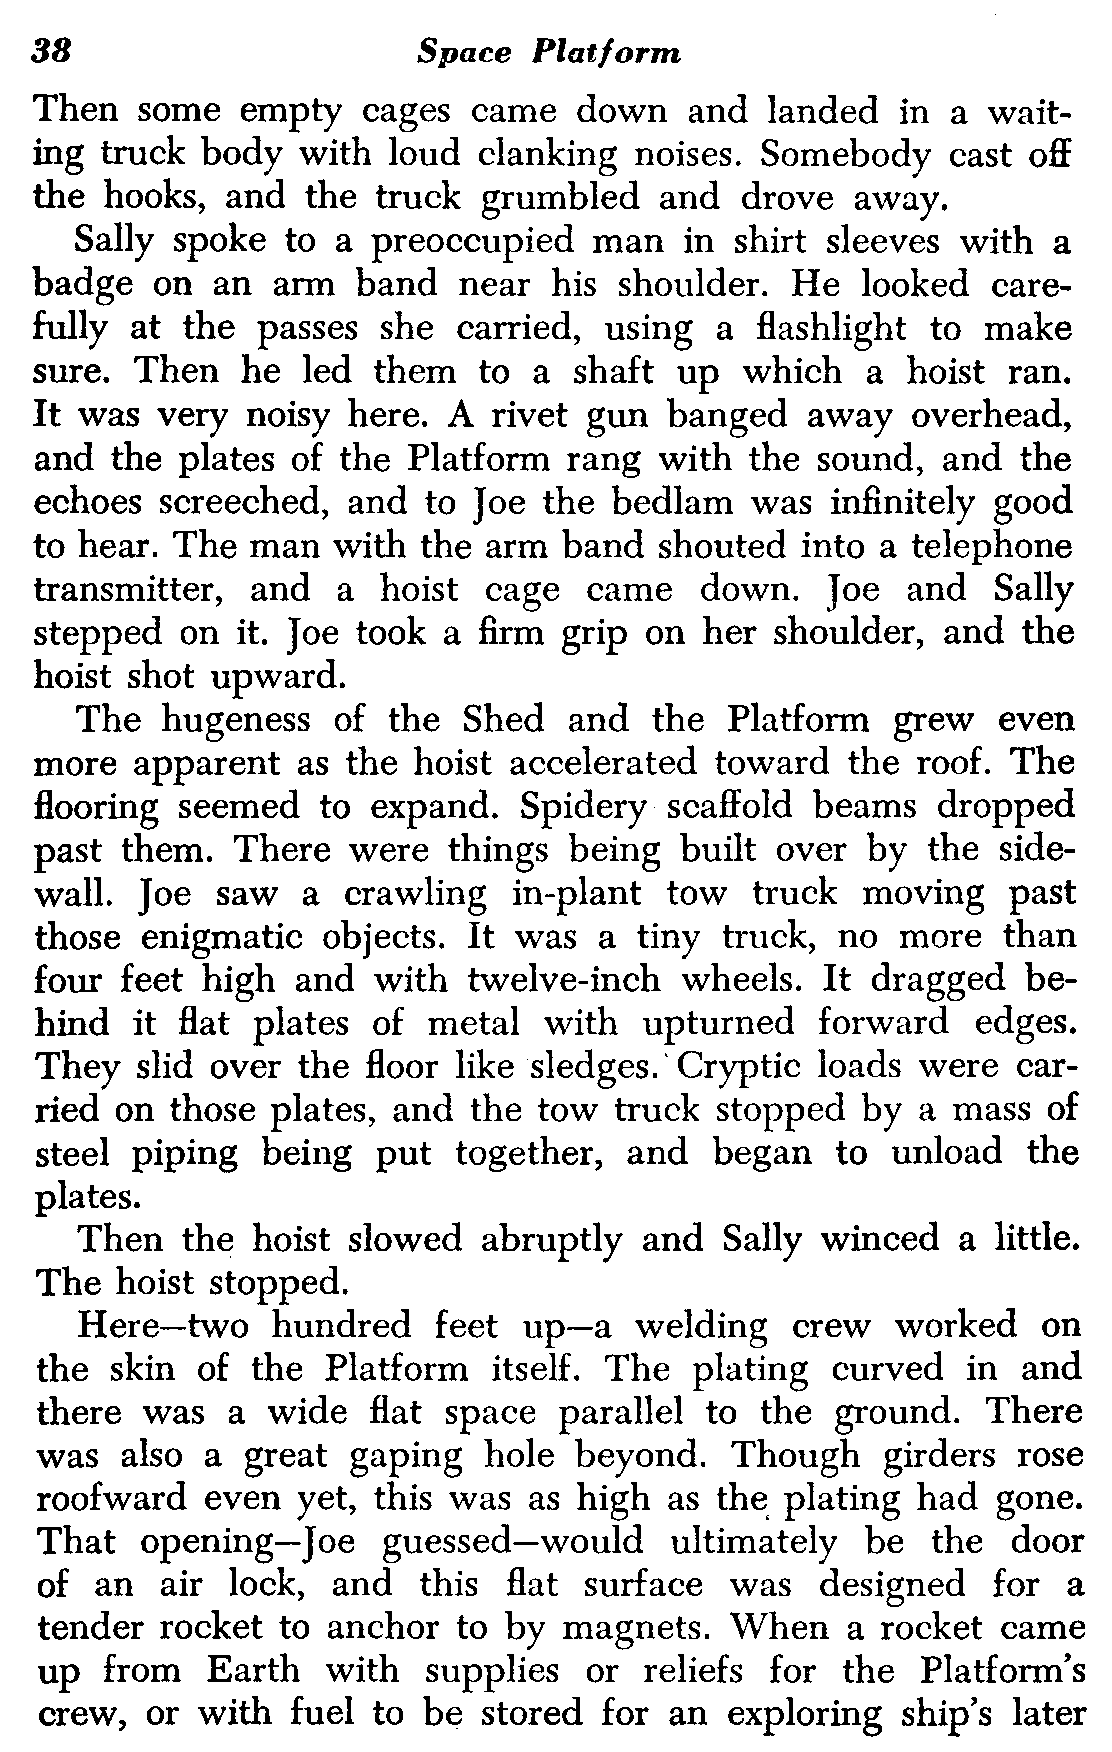 38 Space Platform
Then some empty cages came down and landed in a wait-
ing truck body with loud clanking noises. Somebody cast off
the hooks, and the truck grumbled and drove away.
Sally spoke to a preoccupied man in shirt sleeves with a
badge on an arm band near his shoulder. He looked care-
fully at the passes she carried, using a flashlight to make
sure. Then he led them to a shaft up which a hoist ran.
It was very noisy here. A rivet gun banged away overhead,
and the plates of the Platform rang with the sound, and the
echoes screeched, and to Joe the bedlam was infinitely good
to hear. The man with the arm band shouted into a telephone
transmitter, and a hoist cage came down. Joe and Sally
stepped on it. Joe took a firm grip on her shoulder, and the
hoist shot upward.
The hugeness of the Shed and the Platform grew even
more apparent as the hoist accelerated toward the roof. The
flooring seemed to expand. Spidery scaffold beams dropped
past them. There were things being built over by the side-
wall. Joe saw a crawling in-plant tow truck moving past
those enigmatic objects. It was a tiny truck, no more than
four feet high and with twelve-inch wheels. It dragged be-
hind it flat plates of metal with upturned forward edges.
They slid over the floor like sledges. Cryptic loads were car-
ried on those plates, and the tow truck stopped by a mass of
steel piping being put together, and began to unload the
plates.
Then the hoist slowed abruptly and Sally winced a little.
The hoist stopped.
Here—two hundred feet up—a welding crew worked on
the skin of the Platform itself. The plating curved in and
there was a wide flat space parallel to the ground. There
was also a great gaping hole beyond. Though girders rose
roofward even yet, this was as high as the plating had gone.
That opening—Joe guessed—would ultimately be the door
of an air lock, and this flat surface was designed for a
tender rocket to anchor to by magnets. When a rocket came
up from Earth with supplies or reliefs for the Platform's
crew, or with fuel to be stored for an exploring ship's later